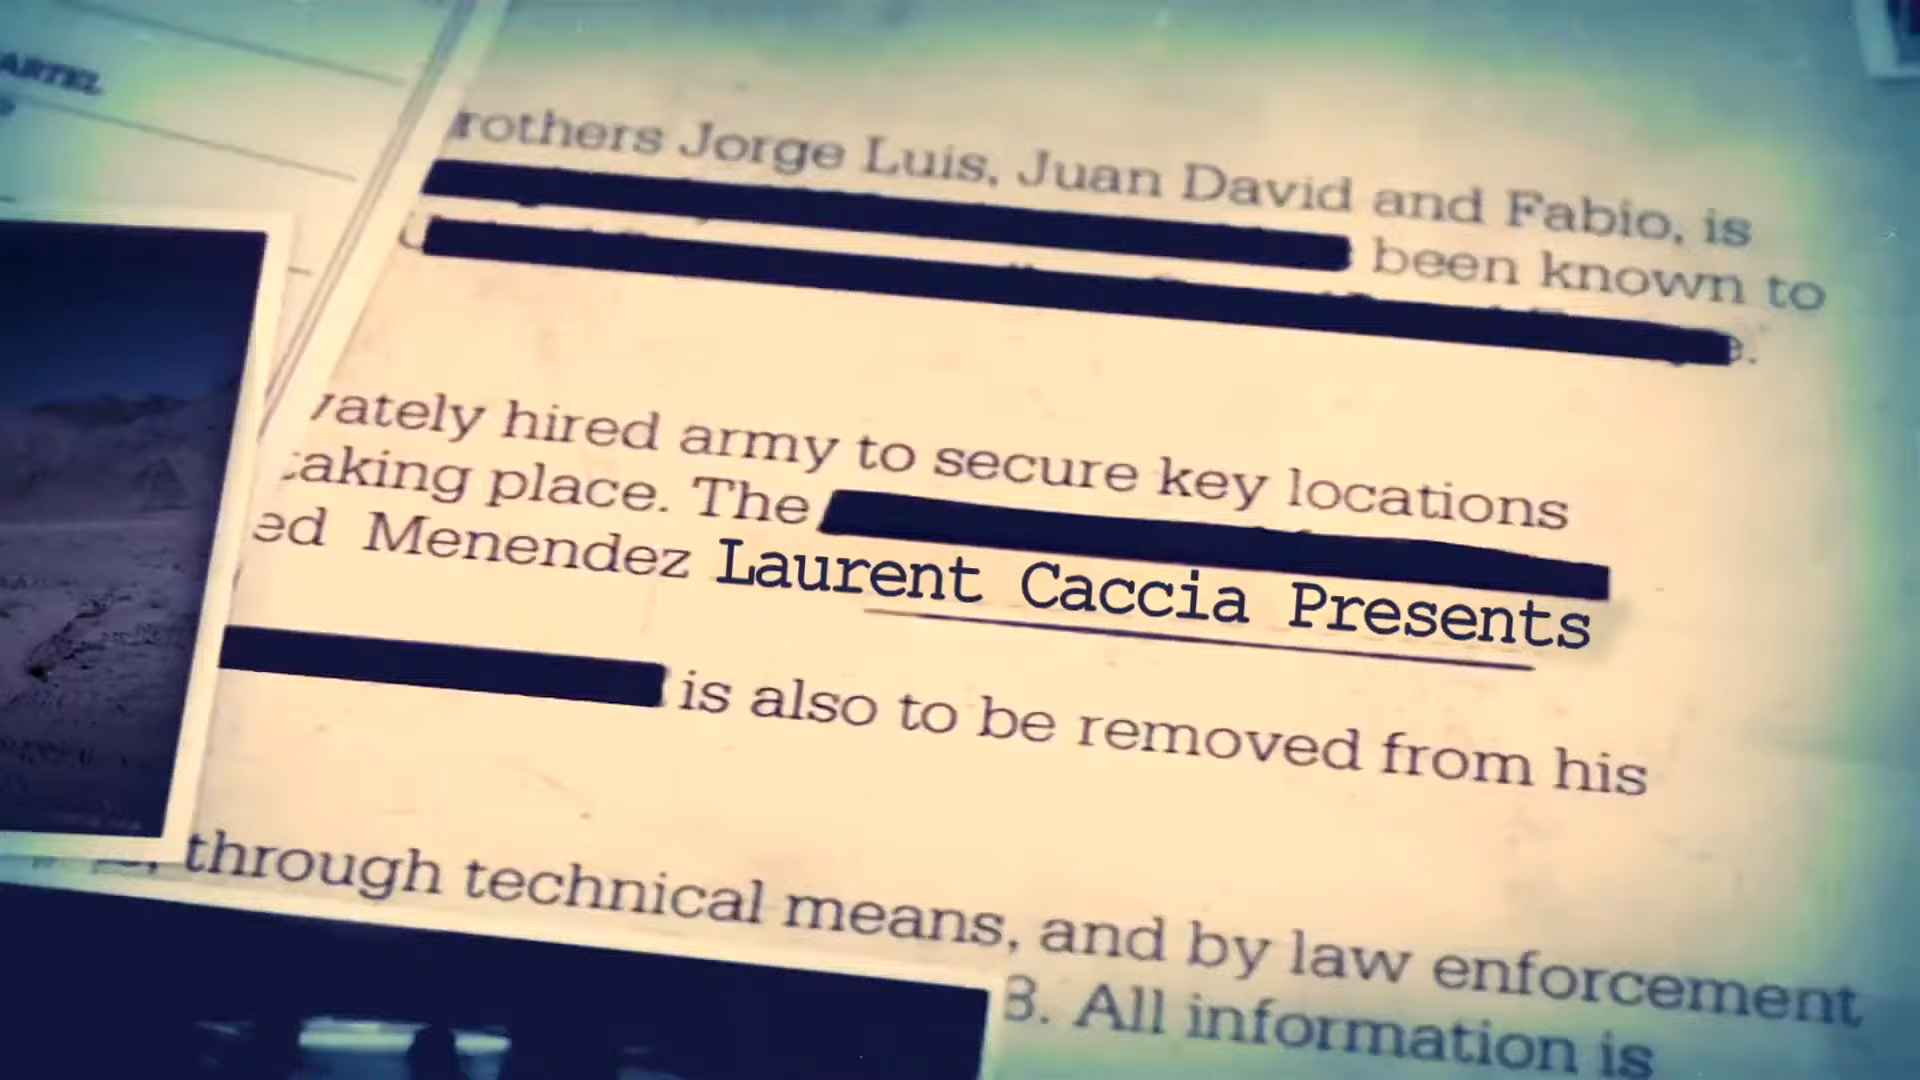 ARTEL
rothers Jorge Luis, Juan David and Fabio, is
been known to
e.
vately hired army to secure key locations
taking place. The
ed Menendez Laurent Caccia Presents
is also to be removed from his
through technical means, and by law enforcement
3. All information is